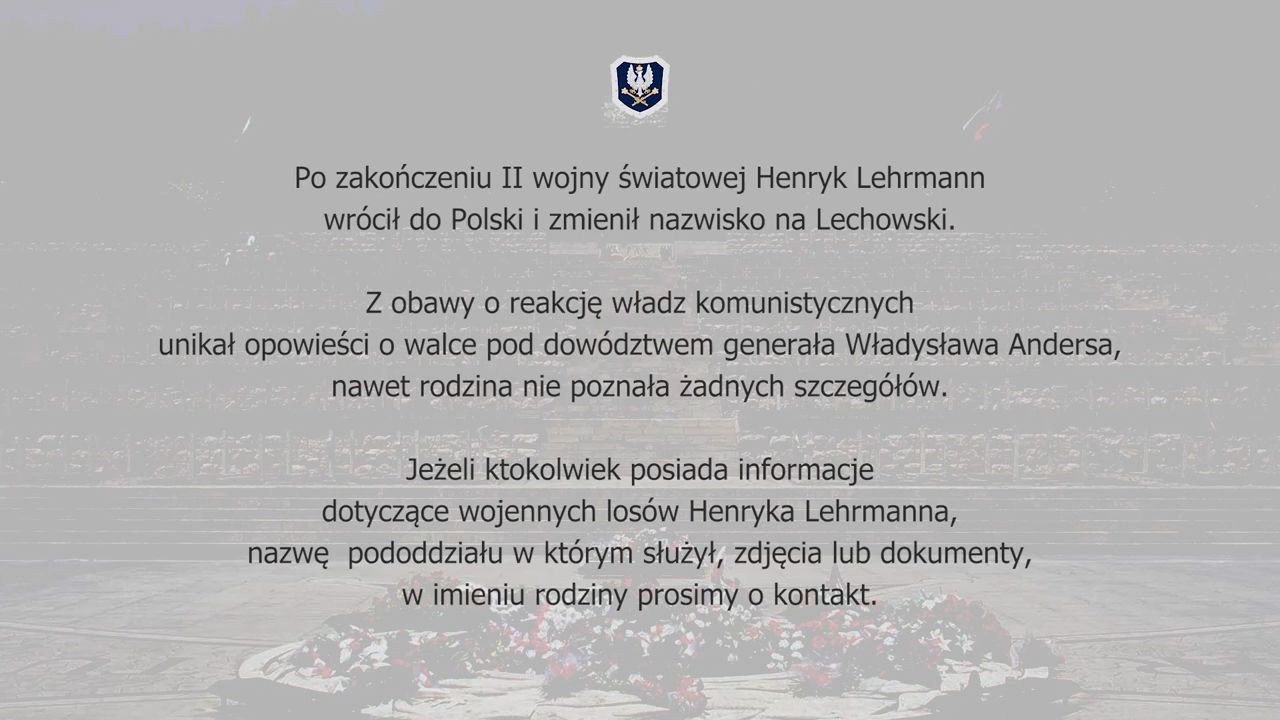 Po zakończeniu II wojny światowej Henryk Lehrmann
wrócił do Polski i zmienił nazwisko na Lechowski.
Z obawy o reakcję władz komunistycznych
unikał opowieści o walce pod dowództwem generała Władysława Andersa,
nawet rodzina nie poznała żadnych szczegółów.
Jeżeli ktokolwiek posiada informacje
dotyczące wojennych losów Henryka Lehrmanna,
nazwę  pododdziału w którym służył, zdjęcia lub dokumenty,
w imieniu rodziny prosimy o kontakt.